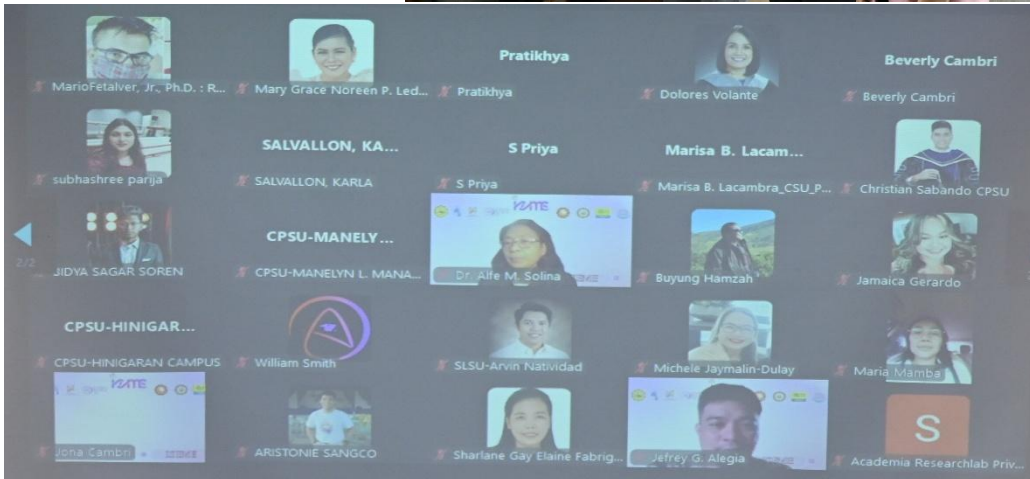 Pratikhya
Beverly Cambri
MarioFetalver, Jr., Ph.D. : R...
Mary Grace Noreen P. Led...
Pratikhya
Dolores Volante
Beverly Cambri
SALVALLON, KA...
S Priya
Marisa B. Lacam...
subhashree parija
SALVALLON, KARLA
S Priya
Marisa B. Lacambra_CSU_P...
Christian Sabando CPSU
CPSU-MANELY...
2/2
JIDYA SAGAR SOREN
CPSU-MANELYN L. MANA...
Dr. Alfe M. Solina
Buyung Hamzah
Jamaica Gerardo
CPSU-HINIGAR...
CPSU-HINIGARAN CAMPUS
William Smith
SLSU-Arvin Natividad
Michele Jaymalin-Dulay
Maria Mamba
Jona Cambri
ARISTONIE SANGCO
Sharlane Gay Elaine Fabrig...
Jefrey G. Alegia
S
Academia Researchlab Priv...